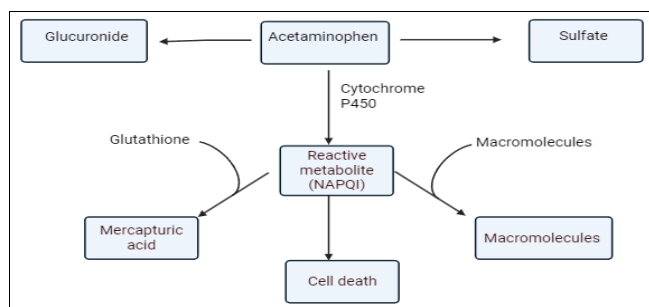 Glucuronide
Acetaminophen
Sulfate
Cytochrome
P450
Glutathione
Reactive
metabolite
(NAPQI)
Macromolecules
Mercapturic
acid
Macromolecules
Cell death